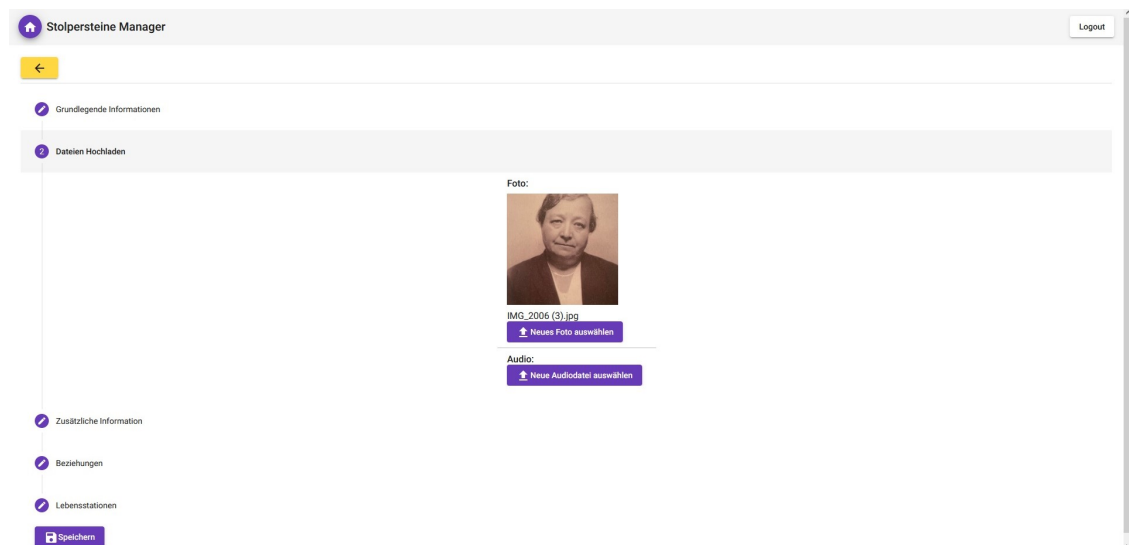 Stolpersteine Manager
Logout
Grundlegende Informationen
2 Dateien Hochladen
Foto:
IMG_2006 (3).jpg
Neues Foto auswählen
Audio:
Neue Audiodatei auswählen
Zusätzliche Information
Beziehungen
Lebensstationen
Speichern